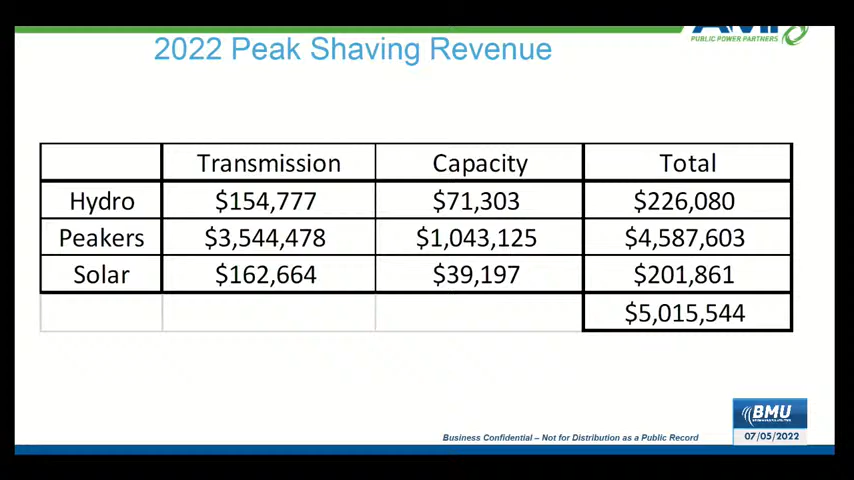 PUBLIC POWER PARTNERS
2022 Peak Shaving Revenue
Transmission Capacity Total
Hydro $154,777 $71,303 $226,080
Peakers $3,544,478 $1,043,125 $4,587,603
Solar $162,664 $39,197 $201,861
$5,015,544
BMU
Business Confidential – Not for Distribution as a Public Record
07/05/2022